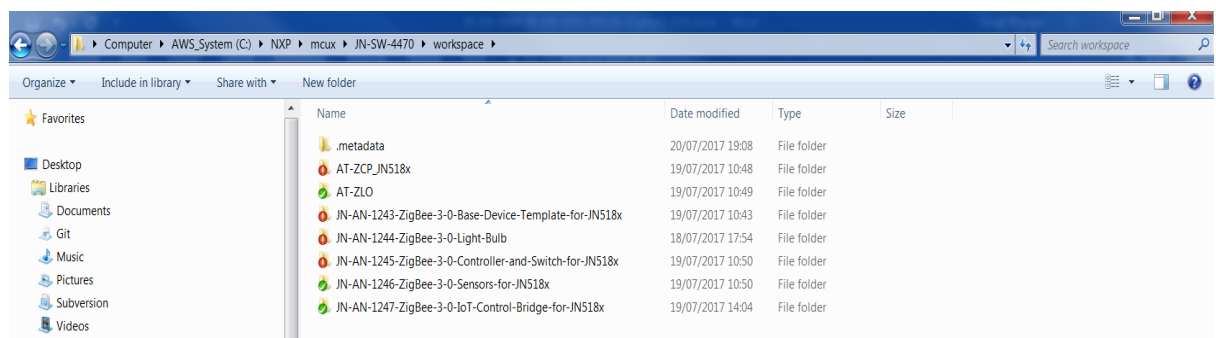 Computer ▸ AWS_System (C:) ▸ NXP ▸ mcux ▸ JN-SW-4470 ▸ workspace ▸ Search workspace
Organize Include in library Share with New folder
Favorites
Desktop
Libraries
Documents
Git
Music
Pictures
Subversion
Videos
Name Date modified Type Size
.metadata 20/07/2017 19:08 File folder
AT-ZCP_JN518x 19/07/2017 10:48 File folder
AT-ZLO 19/07/2017 10:49 File folder
JN-AN-1243-ZigBee-3-0-Base-Device-Template-for-JN518x 19/07/2017 10:43 File folder
JN-AN-1244-ZigBee-3-0-Light-Bulb 18/07/2017 17:54 File folder
JN-AN-1245-ZigBee-3-0-Controller-and-Switch-for-JN518x 19/07/2017 10:50 File folder
JN-AN-1246-ZigBee-3-0-Sensors-for-JN518x 19/07/2017 10:50 File folder
JN-AN-1247-ZigBee-3-0-IoT-Control-Bridge-for-JN518x 19/07/2017 14:04 File folder